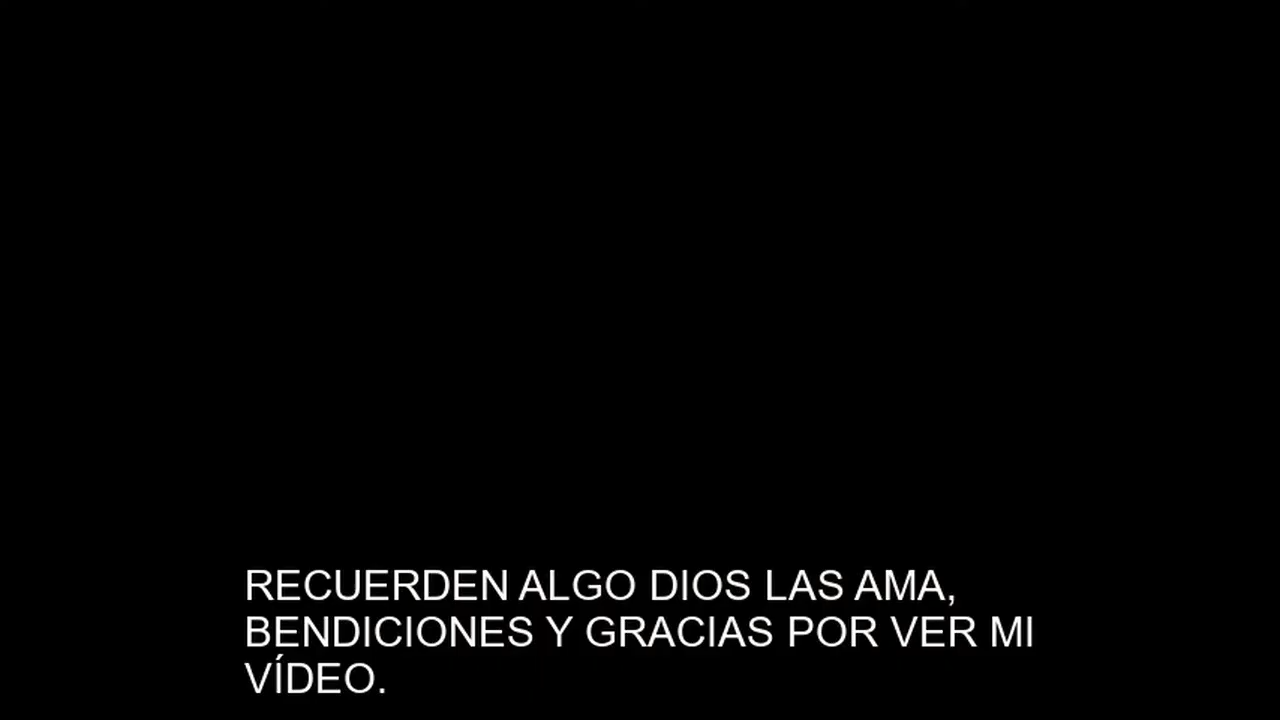 RECUERDEN ALGO DIOS LAS AMA,
BENDICIONES Y GRACIAS POR VER MI
VÍDEO.